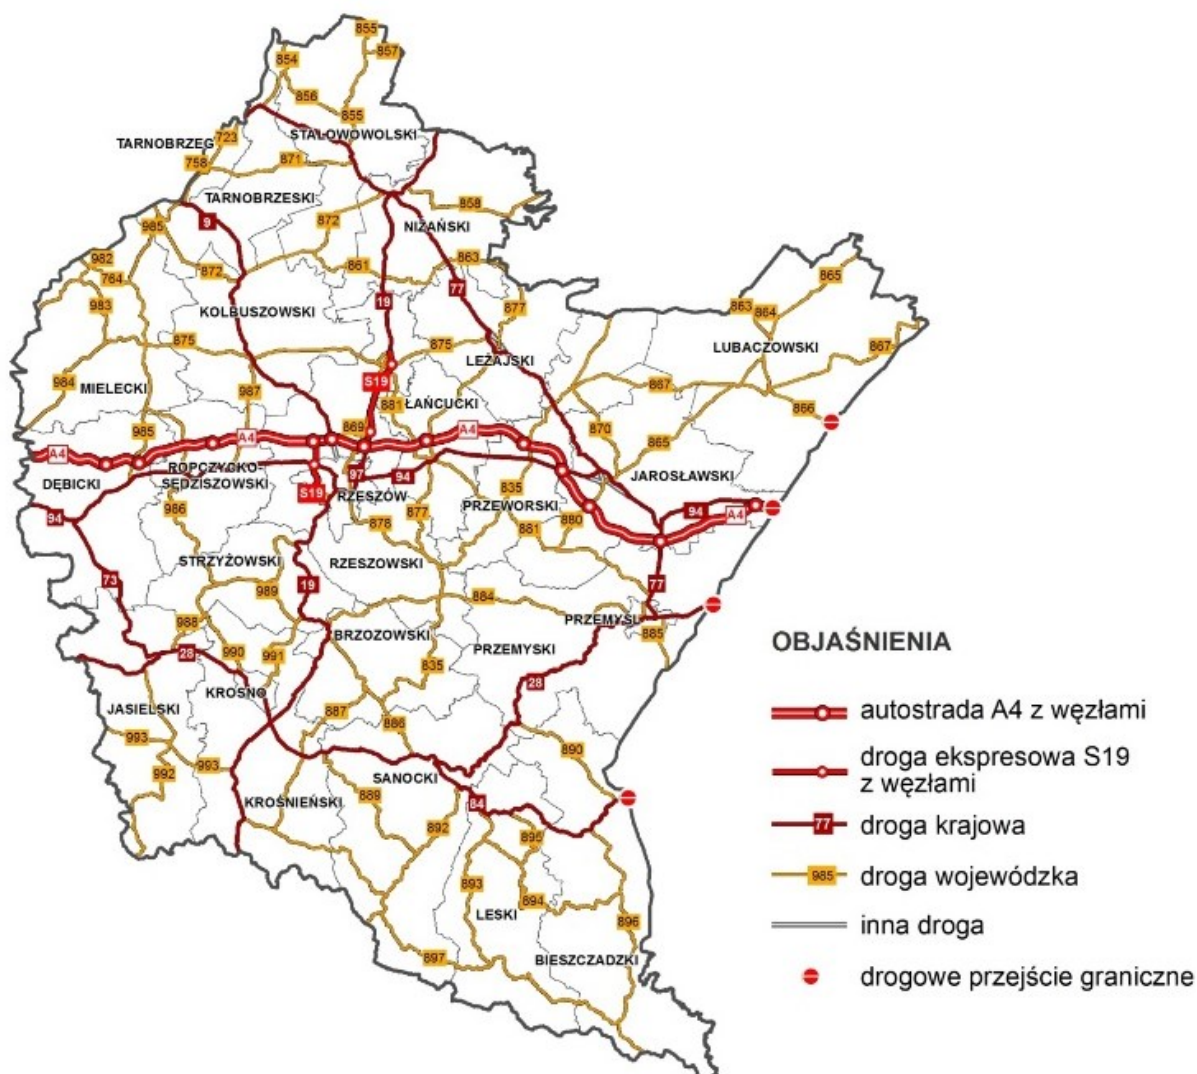 855
857
854
856
855
STALOWOWOLSKI
TARNOBRZEG
723
758
871
TARNOBRZESKI
858
9
985
872
NIŻAŃSKI
982
764
872
861
863
865
983
19
77
877
863
864
KOLBUSZOWSKI
875
875
LEŻAJSKI
LUBACZOWSKI
867
984
MIELECKI
987
S19
881
ŁAŃCUCKI
867
866
985
A4
869
A4
870
865
A4
DĘBICKI
ROPCZYCKO-
SĘDZISZOWSKI
S19
97
RZESZÓW
94
835
JAROSŁAWSKI
PRZEWORSKI
94
986
878
877
881
880
94
A4
STRZYŻOWSKI
RZESZOWSKI
73
989
19
884
77
988
BRZOZOWSKI
PRZEMYŚL
885
28
990
991
835
PRZEMYSKI
KROSNO
28
JASIELSKI
887
886
993
993
992
890
SANOCKI
KROŚNIEŃSKI
889
84
892
895
893
894
LESKI
896
897
BIESZCZADZKI
OBJAŚNIENIA
autostrada A4 z węzłami
droga ekspresowa S19
z węzłami
77 droga krajowa
985 droga wojewódzka
inna droga
drogowe przejście graniczne